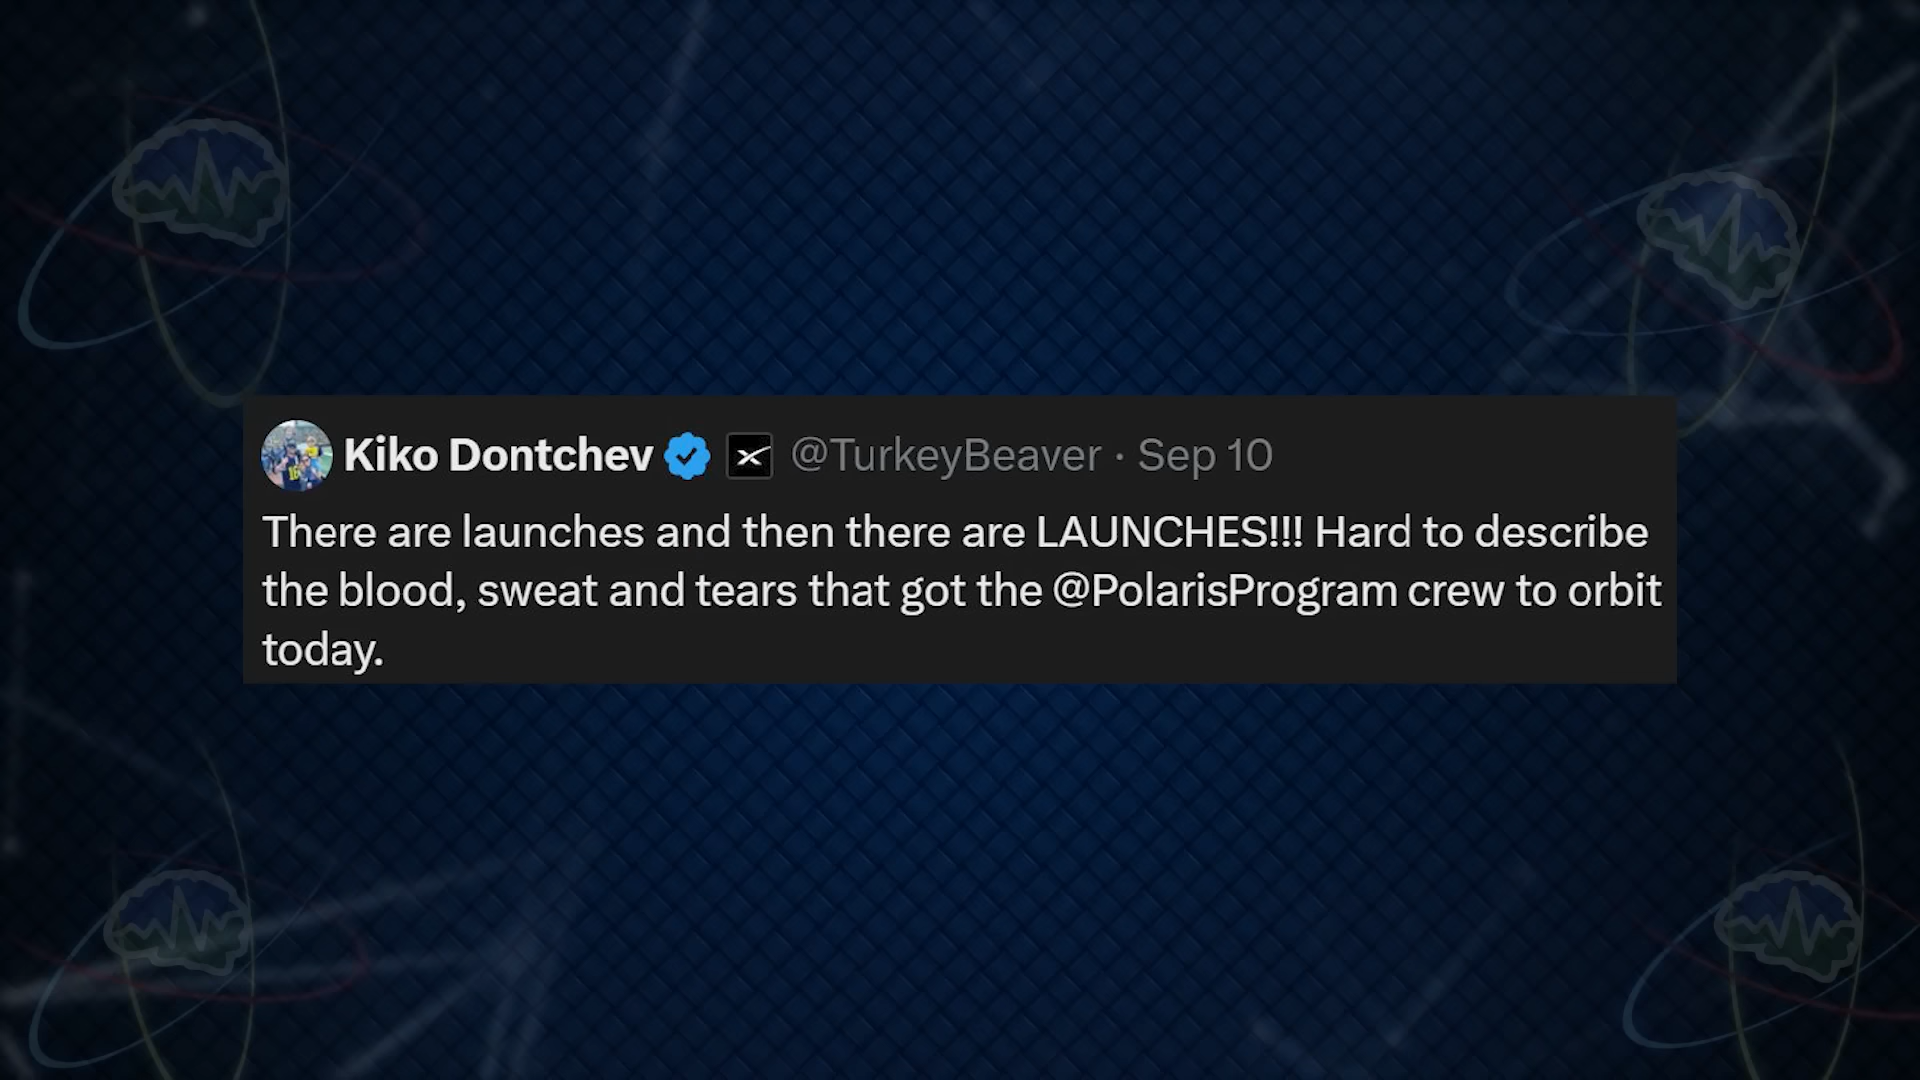 Kiko Dontchev @TurkeyBeaver · Sep 10
There are launches and then there are LAUNCHES!!! Hard to describe
the blood, sweat and tears that got the @PolarisProgram crew to orbit
today.